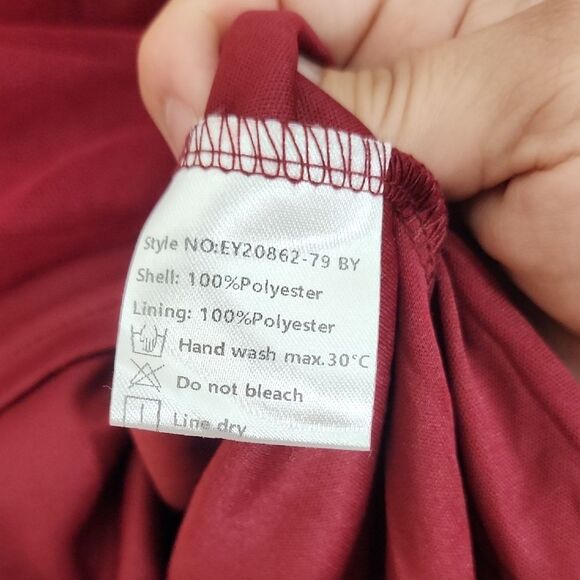 Style NO:EY20862-79 BY
Shell: 100%Polyester
Lining: 100%Polyester
Hand wash max.30°C
Do not bleach
Line dry